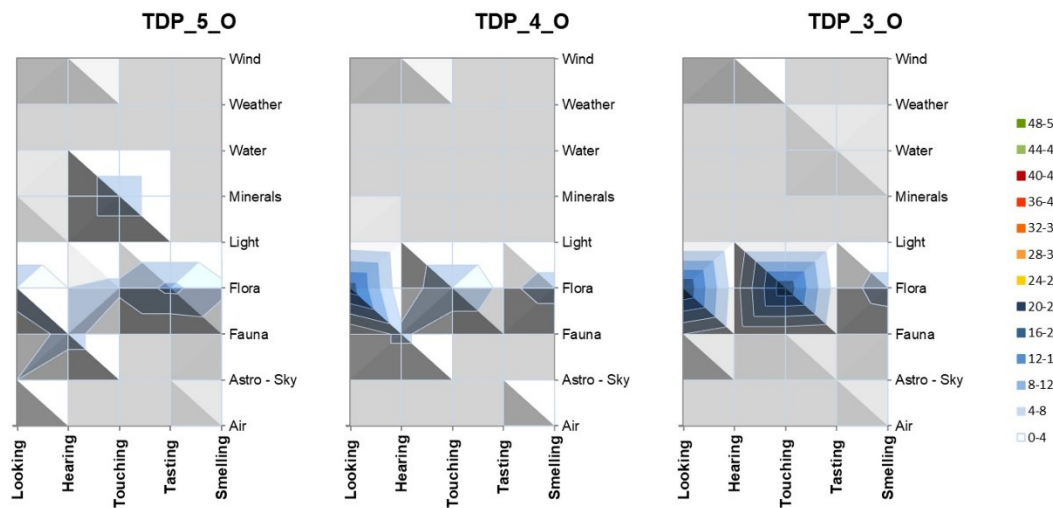 TDP_5_O
Wind
Weather
Water
Minerals
Light
Flora
Fauna
Astro - Sky
Air
Looking
Hearing
Touching
Tasting
Smelling
TDP_4_O
Wind
Weather
Water
Minerals
Light
Flora
Fauna
Astro - Sky
Air
Looking
Hearing
Touching
Tasting
Smelling
TDP_3_O
Wind
Weather
Water
Minerals
Light
Flora
Fauna
Astro - Sky
Air
Looking
Hearing
Touching
Tasting
Smelling
48-5
44-4
40-4
36-4
32-3
28-3
24-2
20-2
16-2
12-1
8-12
4-8
0-4